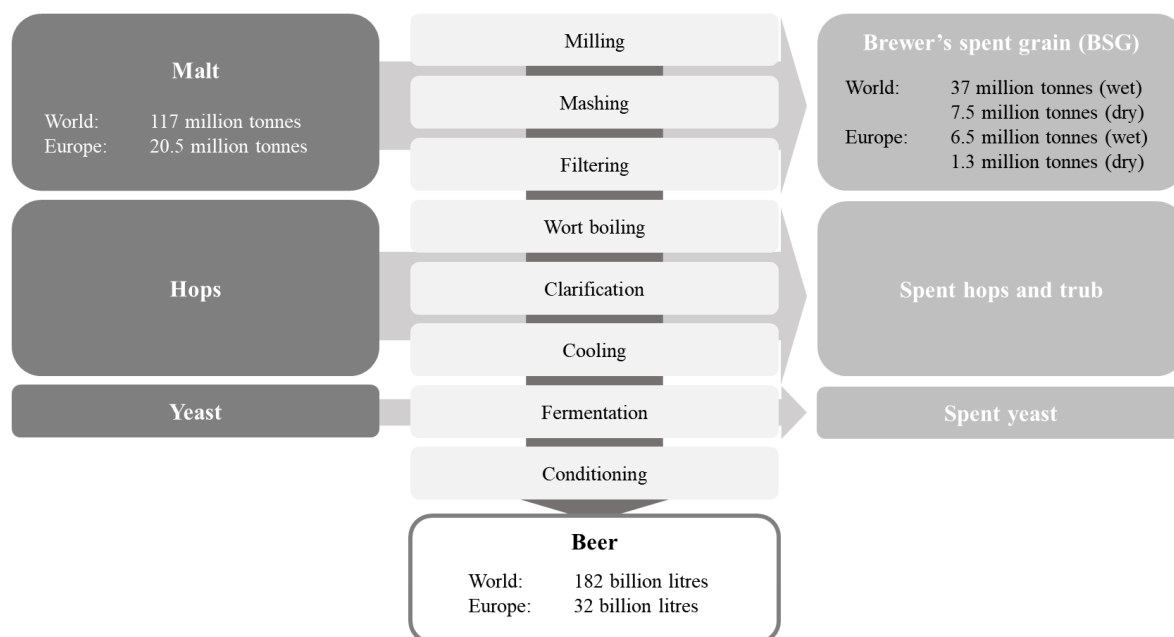 Malt
World: 117 million tonnes
Europe: 20.5 million tonnes
Hops
Yeast
Milling
Mashing
Filtering
Wort boiling
Clarification
Cooling
Fermentation
Conditioning
Beer
World: 182 billion litres
Europe: 32 billion litres
Brewer’s spent grain (BSG)
World: 37 million tonnes (wet)
7.5 million tonnes (dry)
Europe: 6.5 million tonnes (wet)
1.3 million tonnes (dry)
Spent hops and trub
Spent yeast